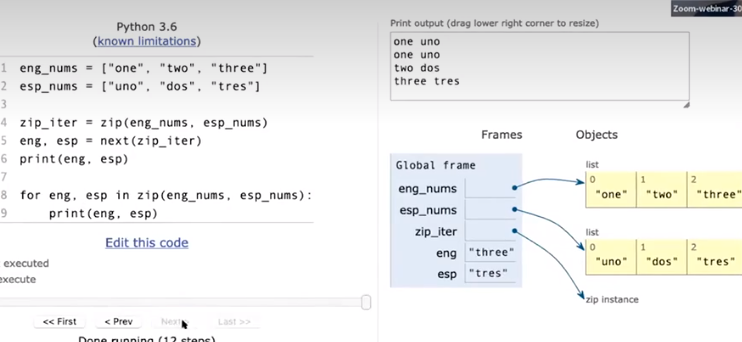 Zoom-webinar-30
Python 3.6
(known limitations)
1 eng_nums = ["one", "two", "three"]
2 esp_nums = ["uno", "dos", "tres"]
3
4 zip_iter = zip(eng_nums, esp_nums)
5 eng, esp = next(zip_iter)
6 print(eng, esp)
7
8 for eng, esp in zip(eng_nums, esp_nums):
9     print(eng, esp)
Edit this code
executed
execute
<< First
< Prev
Next >
Last >>
Done running (12 steps)
Print output (drag lower right corner to resize)
one uno
one uno
two dos
three tres
Frames
Objects
Global frame
eng_nums
esp_nums
zip_iter
eng "three"
esp "tres"
list
0 1 2
"one" "two" "three"
list
0 1 2
"uno" "dos" "tres"
zip instance